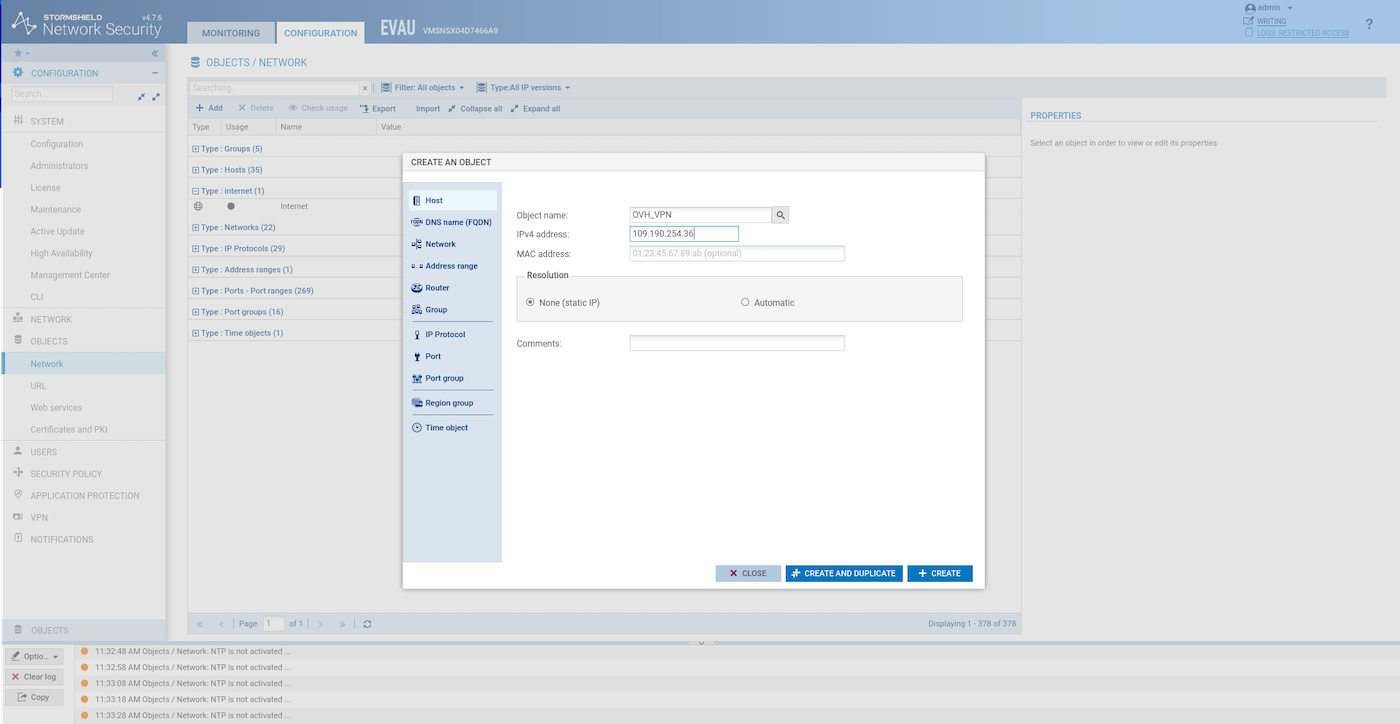 STORMSHIELD v4.7.6
Network Security
MONITORING CONFIGURATION EVAU VMSNSX04D7466A9
admin
WRITING
LOGS: RESTRICTED ACCESS
?
CONFIGURATION
Search...
SYSTEM
Configuration
Administrators
License
Maintenance
Active Update
High Availability
Management Center
CLI
NETWORK
OBJECTS
Network
URL
Web services
Certificates and PKI
USERS
SECURITY POLICY
APPLICATION PROTECTION
VPN
NOTIFICATIONS
OBJECTS
OBJECTS / NETWORK
Searching... Filter: All objects Type:All IP versions
Add Delete Check usage Export Import Collapse all Expand all
Type Usage Name Value
Type : Groups (5)
Type : Hosts (35)
Type : internet (1)
Internet
Type : Networks (22)
Type : IP Protocols (29)
Type : Address ranges (1)
Type : Ports - Port ranges (269)
Type : Port groups (16)
Type : Time objects (1)
Page 1 of 1 Displaying 1 - 378 of 378
PROPERTIES
Select an object in order to view or edit its properties
CREATE AN OBJECT
Host
DNS name (FQDN)
Network
Address range
Router
Group
IP Protocol
Port
Port group
Region group
Time object
Object name: OVH_VPN
IPv4 address: 109.190.254.36
MAC address: 01:23:45:67:89:ab (optional)
Resolution
None (static IP) Automatic
Comments:
CLOSE CREATE AND DUPLICATE CREATE
Optio...
Clear log
Copy
11:32:48 AM Objects / Network: NTP is not activated ...
11:32:58 AM Objects / Network: NTP is not activated ...
11:33:08 AM Objects / Network: NTP is not activated ...
11:33:18 AM Objects / Network: NTP is not activated ...
11:33:28 AM Objects / Network: NTP is not activated ...